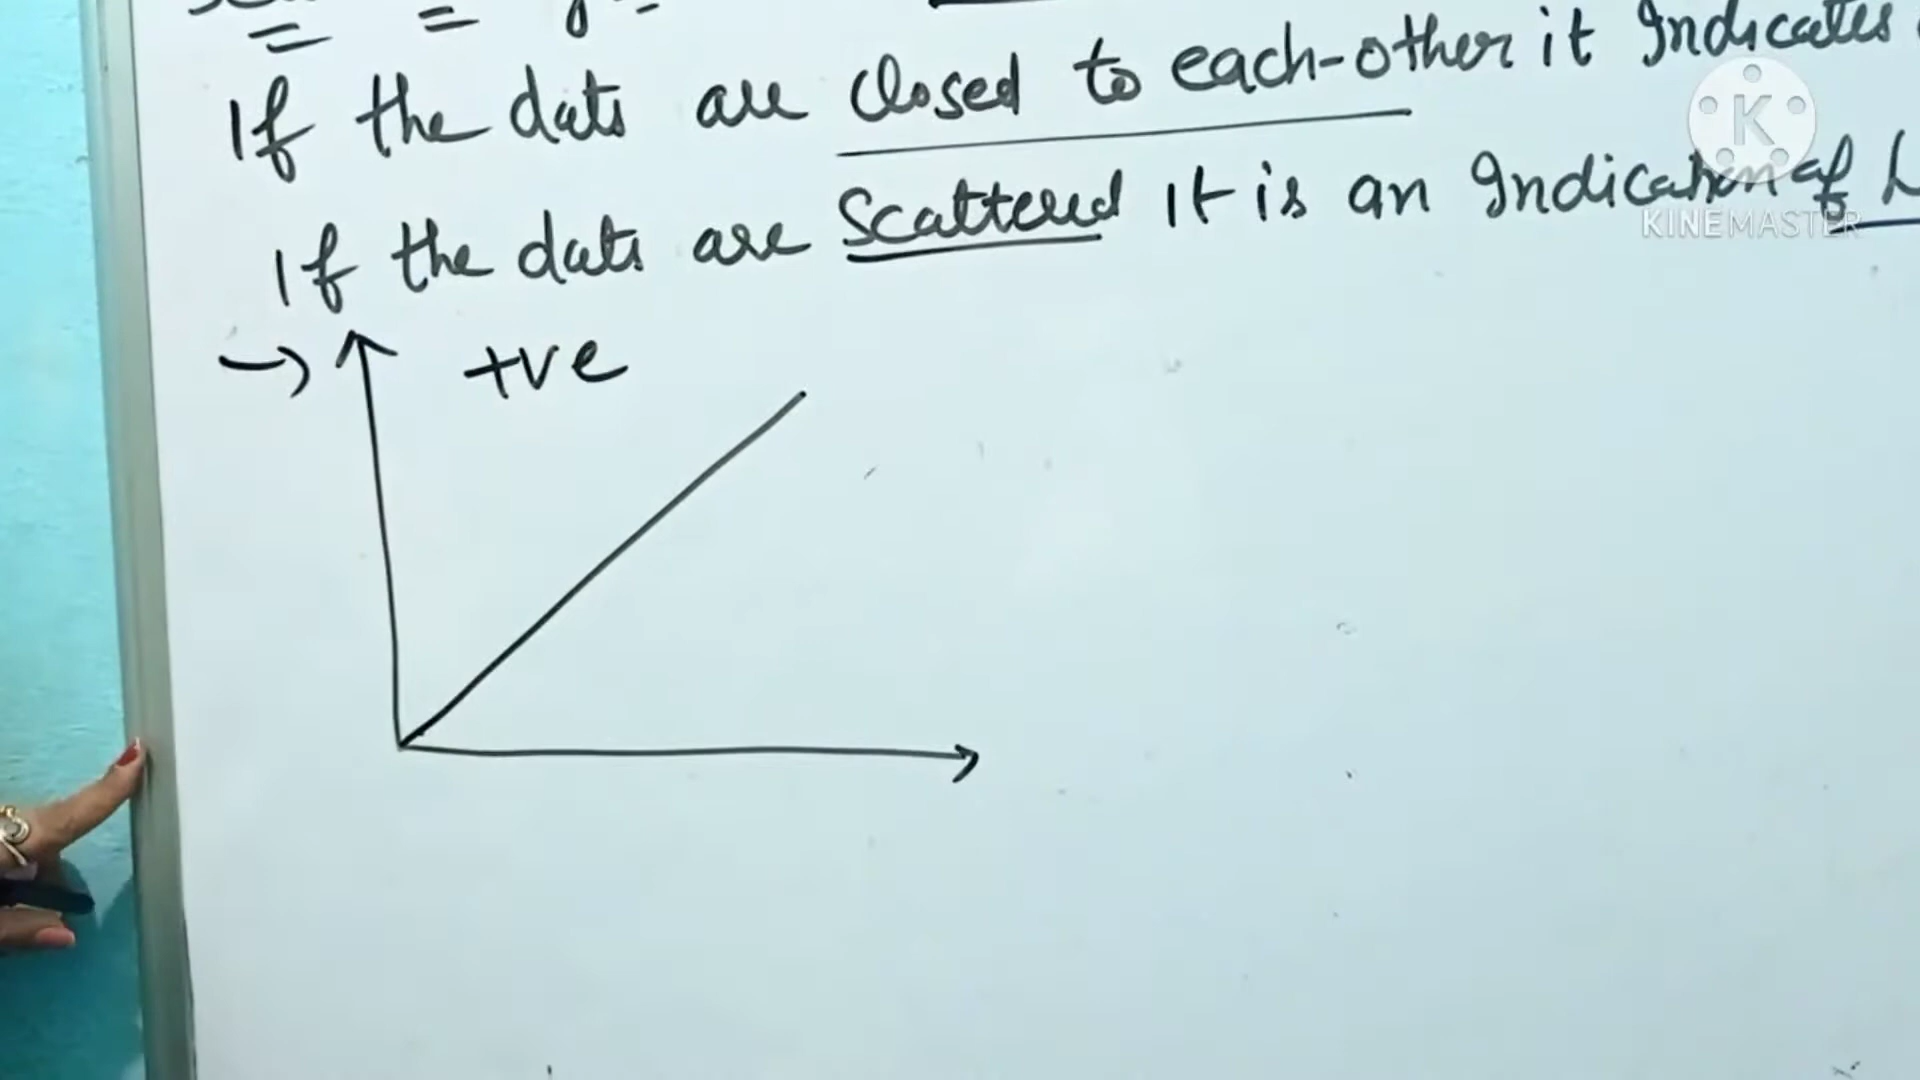 If the data are closed to each-other it Indicates
If the data are Scattered it is an Indication of
→ +ve
K
KINEMASTER